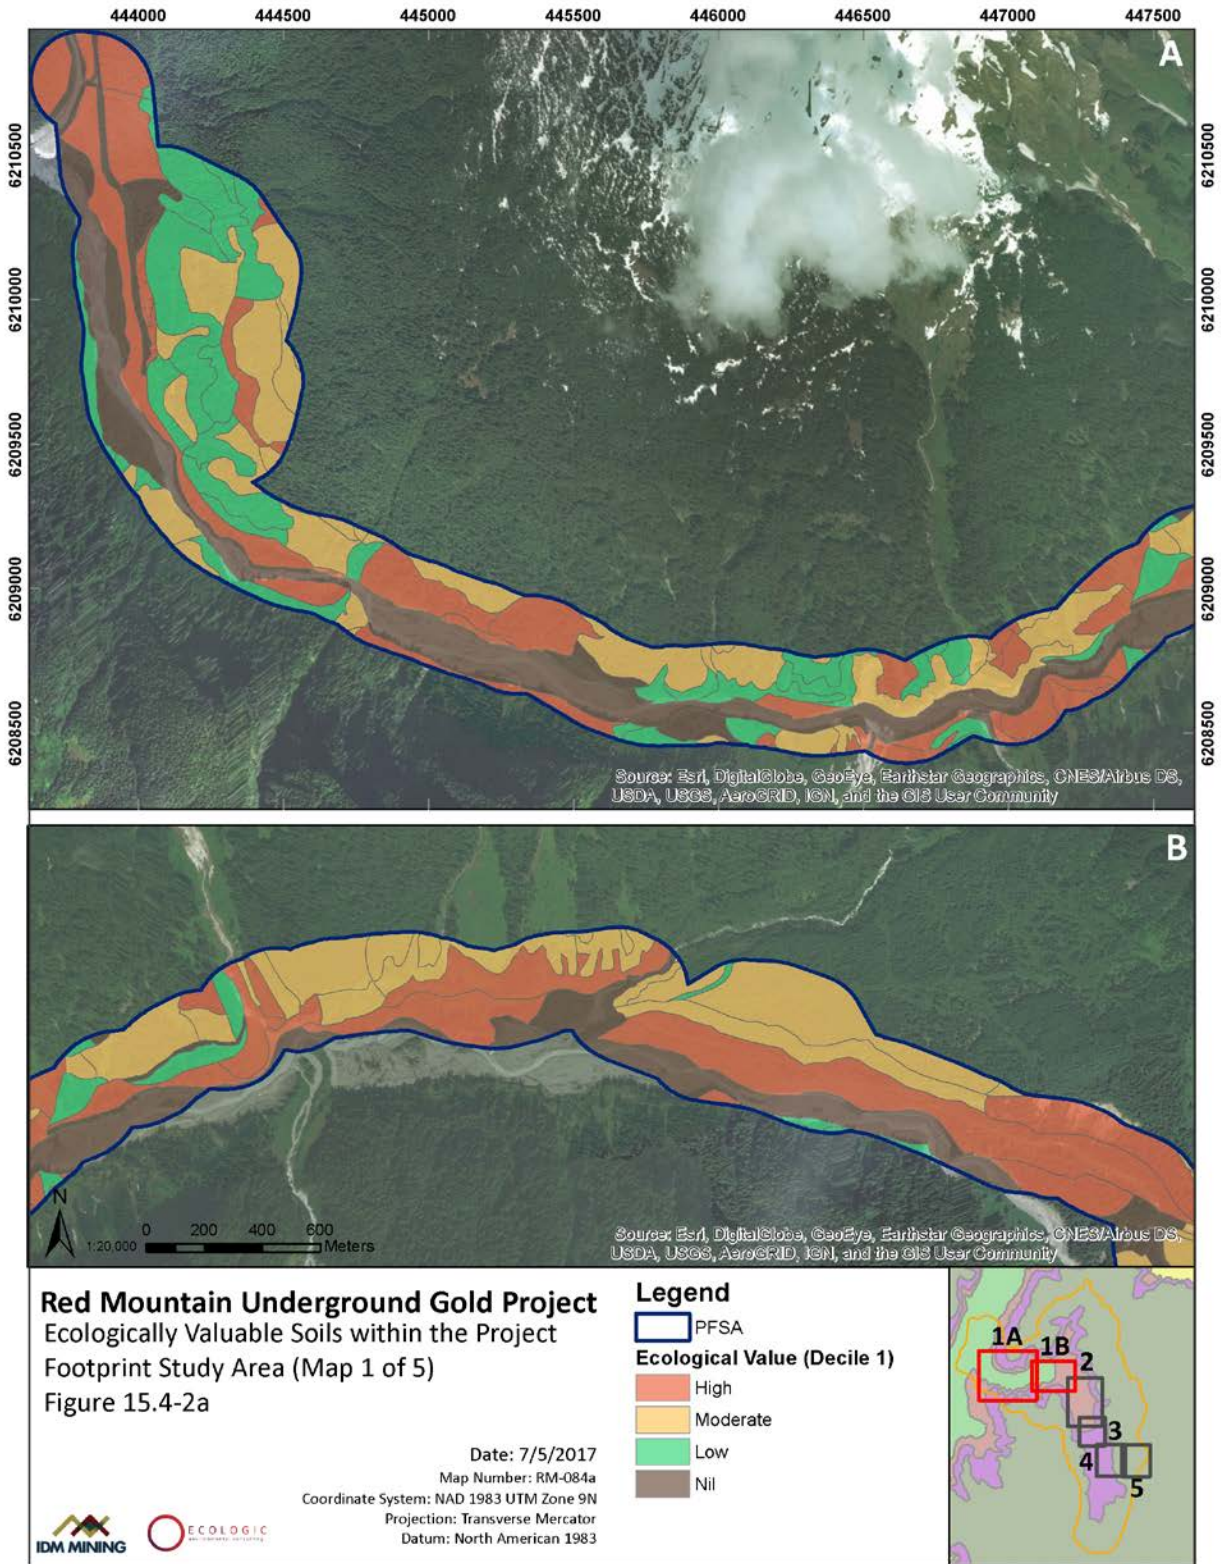 444000 444500 445000 445500 446000 446500 447000 447500
A
6210500 6210500
6210000 6210000
6209500 6209500
6209000 6209000
6208500 6208500
Source: Esri, DigitalGlobe, GeoEye, Earthstar Geographics, CNES/Airbus DS,
USDA, USGS, AeroGRID, IGN, and the GIS User Community
B
N
0 200 400 600
1:20,000 Meters
Source: Esri, DigitalGlobe, GeoEye, Earthstar Geographics, CNES/Airbus DS,
USDA, USGS, AeroGRID, IGN, and the GIS User Community
Red Mountain Underground Gold Project
Ecologically Valuable Soils within the Project
Footprint Study Area (Map 1 of 5)
Figure 15.4-2a
Date: 7/5/2017
Map Number: RM-084a
Coordinate System: NAD 1983 UTM Zone 9N
Projection: Transverse Mercator
Datum: North American 1983
IDM MINING
ECOLOGIC
Legend
PFSA
Ecological Value (Decile 1)
High
Moderate
Low
Nil
1A
1B
2
3
4
5